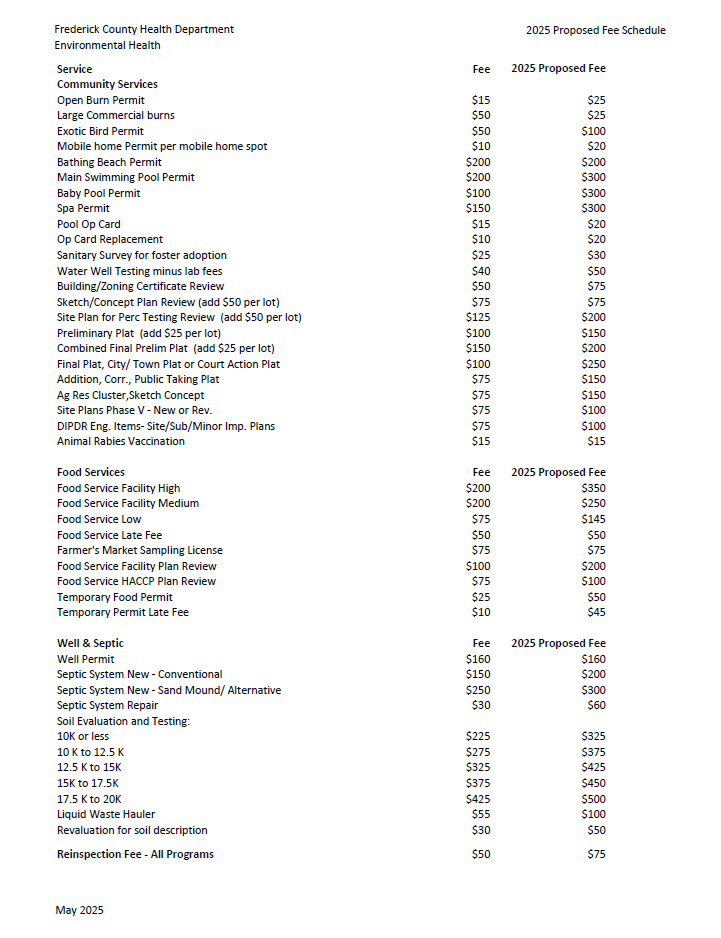 Frederick County Health Department 2025 Proposed Fee Schedule
Environmental Health
Service Fee 2025 Proposed Fee
Community Services
Open Burn Permit $15 $25
Large Commercial burns $50 $25
Exotic Bird Permit $50 $100
Mobile home Permit per mobile home spot $10 $20
Bathing Beach Permit $200 $200
Main Swimming Pool Permit $200 $300
Baby Pool Permit $100 $300
Spa Permit $150 $300
Pool Op Card $15 $20
Op Card Replacement $10 $20
Sanitary Survey for foster adoption $25 $30
Water Well Testing minus lab fees $40 $50
Building/Zoning Certificate Review $50 $75
Sketch/Concept Plan Review (add $50 per lot) $75 $75
Site Plan for Perc Testing Review (add $50 per lot) $125 $200
Preliminary Plat (add $25 per lot) $100 $150
Combined Final Prelim Plat (add $25 per lot) $150 $200
Final Plat, City/ Town Plat or Court Action Plat $100 $250
Addition, Corr., Public Taking Plat $75 $150
Ag Res Cluster,Sketch Concept $75 $150
Site Plans Phase V - New or Rev. $75 $100
DIPDR Eng. Items- Site/Sub/Minor Imp. Plans $75 $100
Animal Rabies Vaccination $15 $15
Food Services Fee 2025 Proposed Fee
Food Service Facility High $200 $350
Food Service Facility Medium $200 $250
Food Service Low $75 $145
Food Service Late Fee $50 $50
Farmer's Market Sampling License $75 $75
Food Service Facility Plan Review $100 $200
Food Service HACCP Plan Review $75 $100
Temporary Food Permit $25 $50
Temporary Permit Late Fee $10 $45
Well & Septic Fee 2025 Proposed Fee
Well Permit $160 $160
Septic System New - Conventional $150 $200
Septic System New - Sand Mound/ Alternative $250 $300
Septic System Repair $30 $60
Soil Evaluation and Testing:
10K or less $225 $325
10 K to 12.5 K $275 $375
12.5 K to 15K $325 $425
15K to 17.5K $375 $450
17.5 K to 20K $425 $500
Liquid Waste Hauler $55 $100
Revaluation for soil description $30 $50
Reinspection Fee - All Programs $50 $75
May 2025